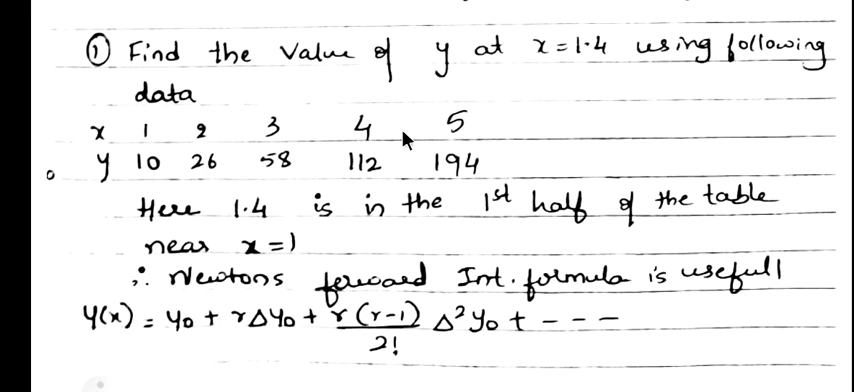 ① Find the value of y at x = 1.4 using following
data
x 1 2 3 4 5
y 10 26 58 112 194
Here 1.4 is in the 1st half of the table
near x = 1
∴ Newtons forward Int. formula is usefull
y(x) = y₀ + rΔy₀ + r(r-1)/2! Δ²y₀ + - - -